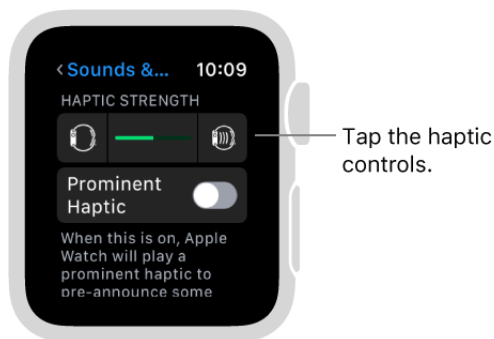 <Sounds &... 10:09
HAPTIC STRENGTH
Tap the haptic
controls.
Prominent
Haptic
When this is on, Apple
Watch will play a
prominent haptic to
pre-announce some